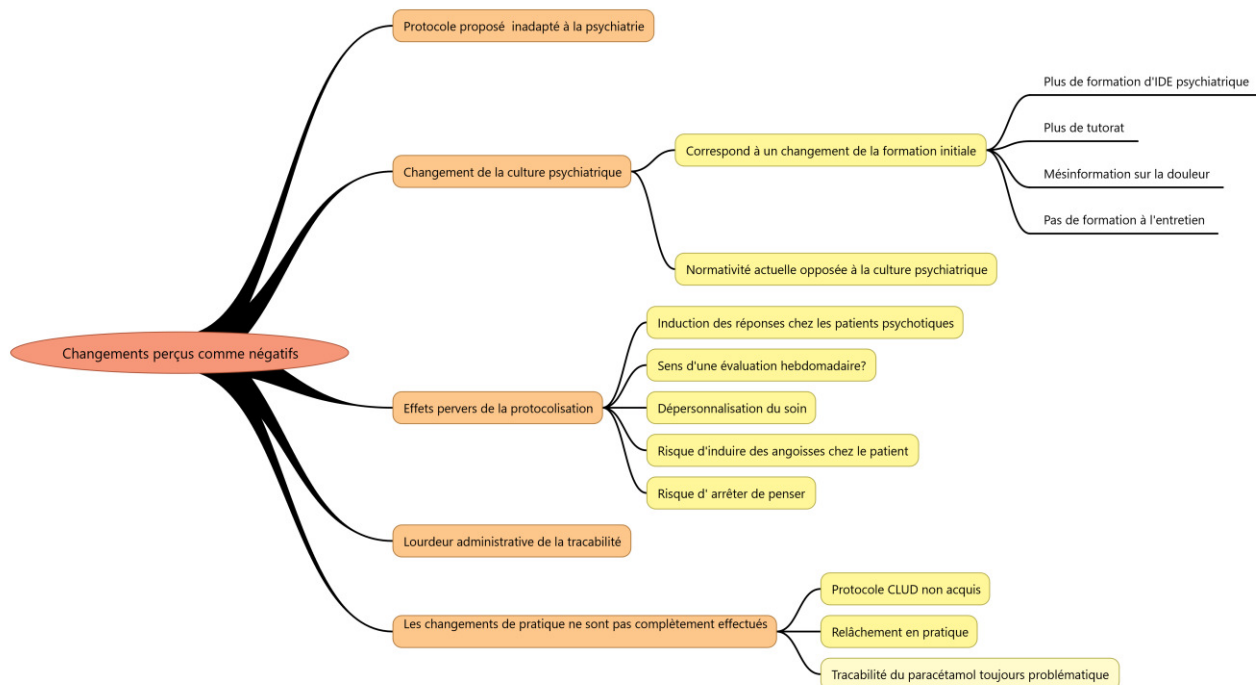 Changements perçus comme négatifs
Protocole proposé  inadapté à la psychiatrie
Changement de la culture psychiatrique
Correspond à un changement de la formation initiale
Plus de formation d'IDE psychiatrique
Plus de tutorat
Mésinformation sur la douleur
Pas de formation à l'entretien
Normativité actuelle opposée à la culture psychiatrique
Effets pervers de la protocolisation
Induction des réponses chez les patients psychotiques
Sens d'une évaluation hebdomadaire?
Dépersonnalisation du soin
Risque d'induire des angoisses chez le patient
Risque d' arrêter de penser
Lourdeur administrative de la tracabilité
Les changements de pratique ne sont pas complètement effectués
Protocole CLUD non acquis
Relâchement en pratique
Tracabilité du paracétamol toujours problématique